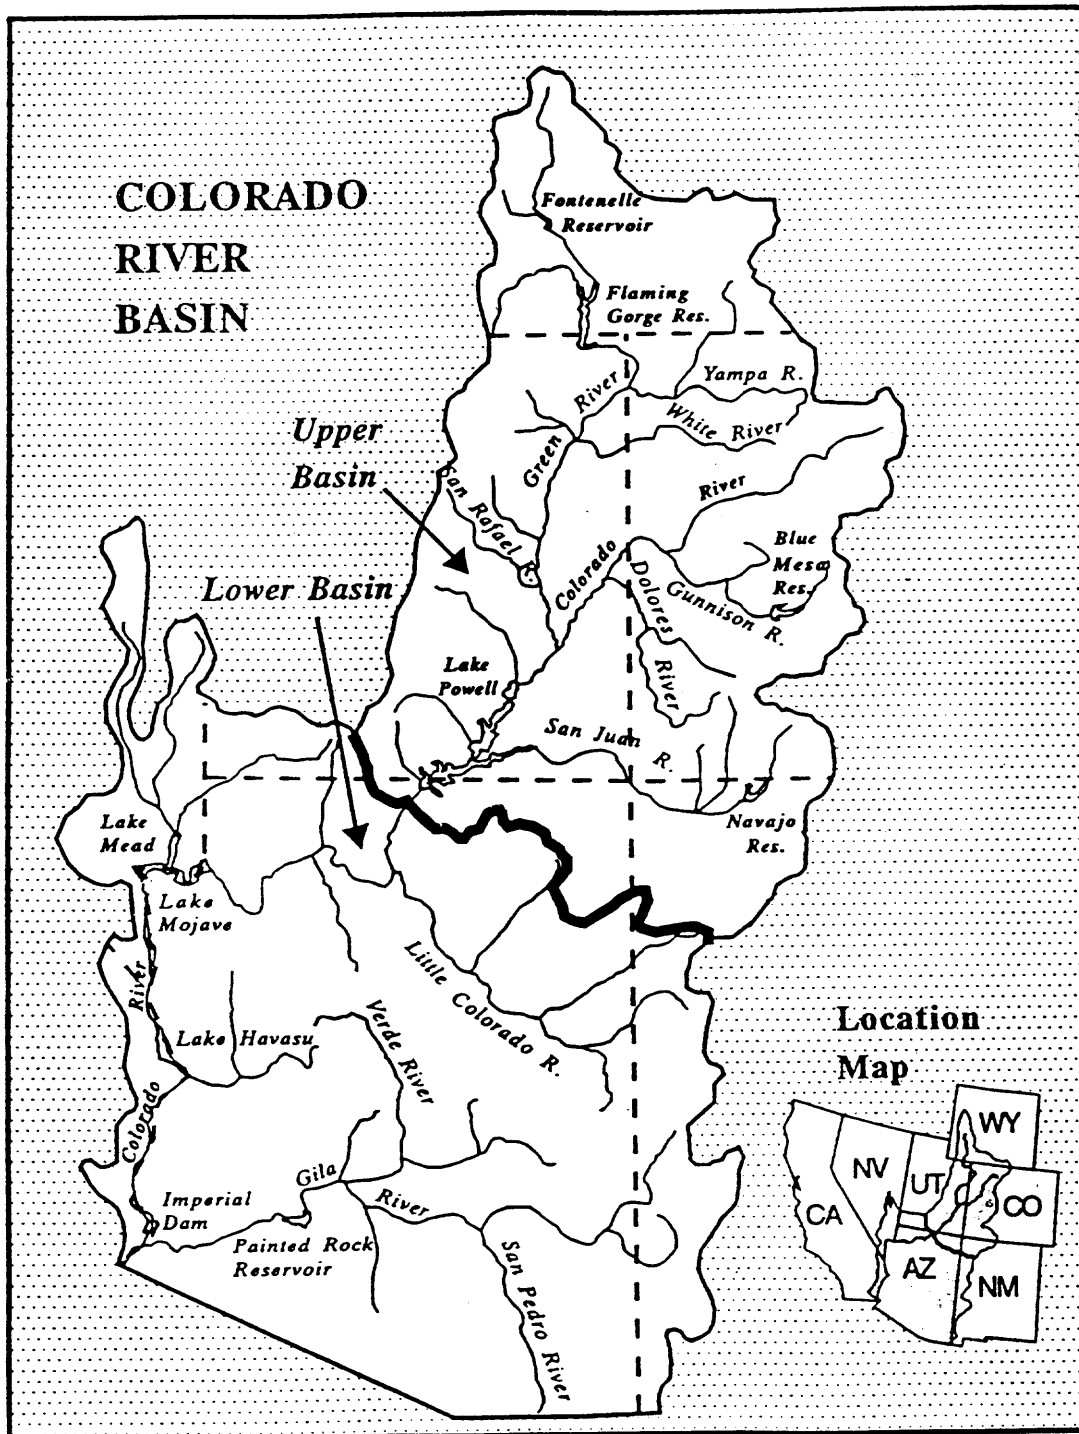 COLORADO
RIVER
BASIN
Fontenelle
Reservoir
Flaming
Gorge Res.
Yampa R.
White River
Green River
Upper
Basin
San Rafael R.
Colorado River
Blue
Mesa
Res.
Gunnison R.
Dolores River
Lower Basin
Lake
Powell
San Juan R.
Navajo
Res.
Lake
Mead
Lake
Mojave
Little Colorado R.
Colorado River
Lake Havasu
Verde River
Gila River
Imperial
Dam
Painted Rock
Reservoir
San Pedro River
Location
Map
WY
NV
UT
CO
CA
AZ
NM